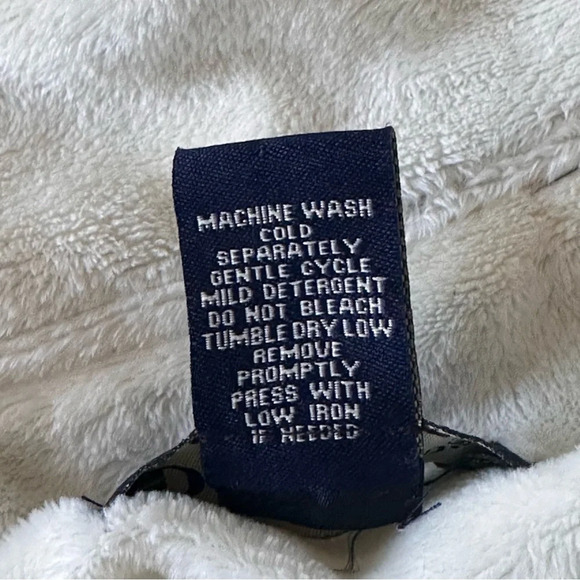 MACHINE WASH
COLD
SEPARATELY
GENTLE CYCLE
MILD DETERGENT
DO NOT BLEACH
TUMBLE DRY LOW
REMOVE
PROMPTLY
PRESS WITH
LOW IRON
IF NEEDED